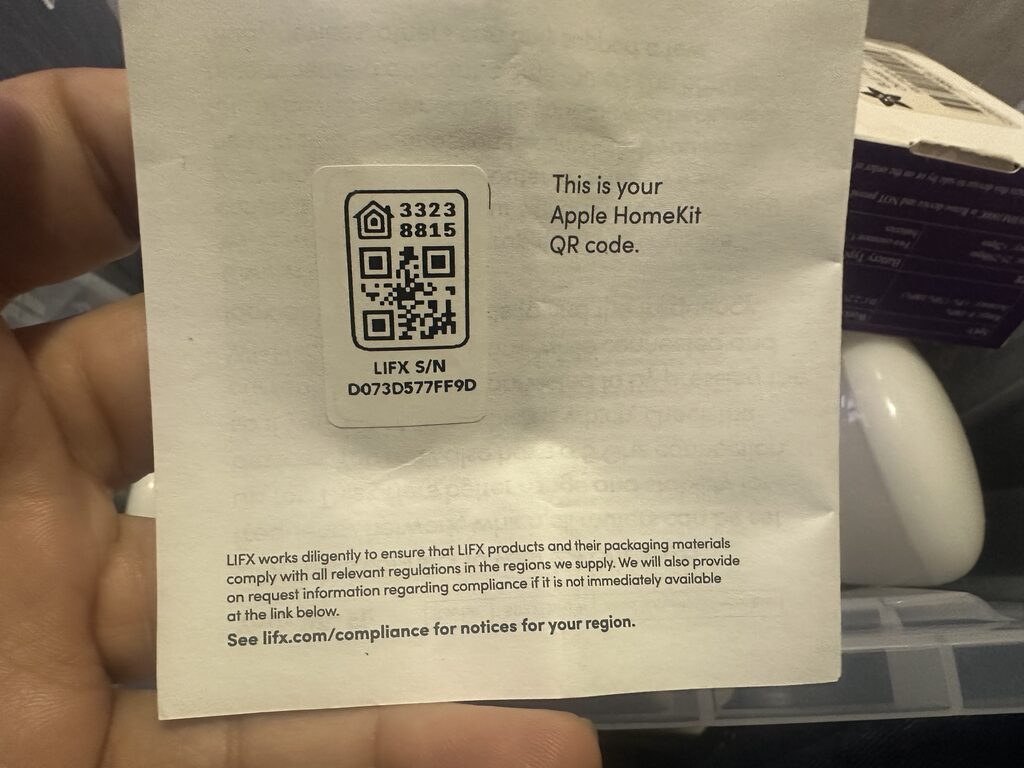 3323
8815
LIFX S/N
D073D577FF9D
This is your
Apple HomeKit
QR code.
LIFX works diligently to ensure that LIFX products and their packaging materials
comply with all relevant regulations in the regions we supply. We will also provide
on request information regarding compliance if it is not immediately available
at the link below.
See lifx.com/compliance for notices for your region.